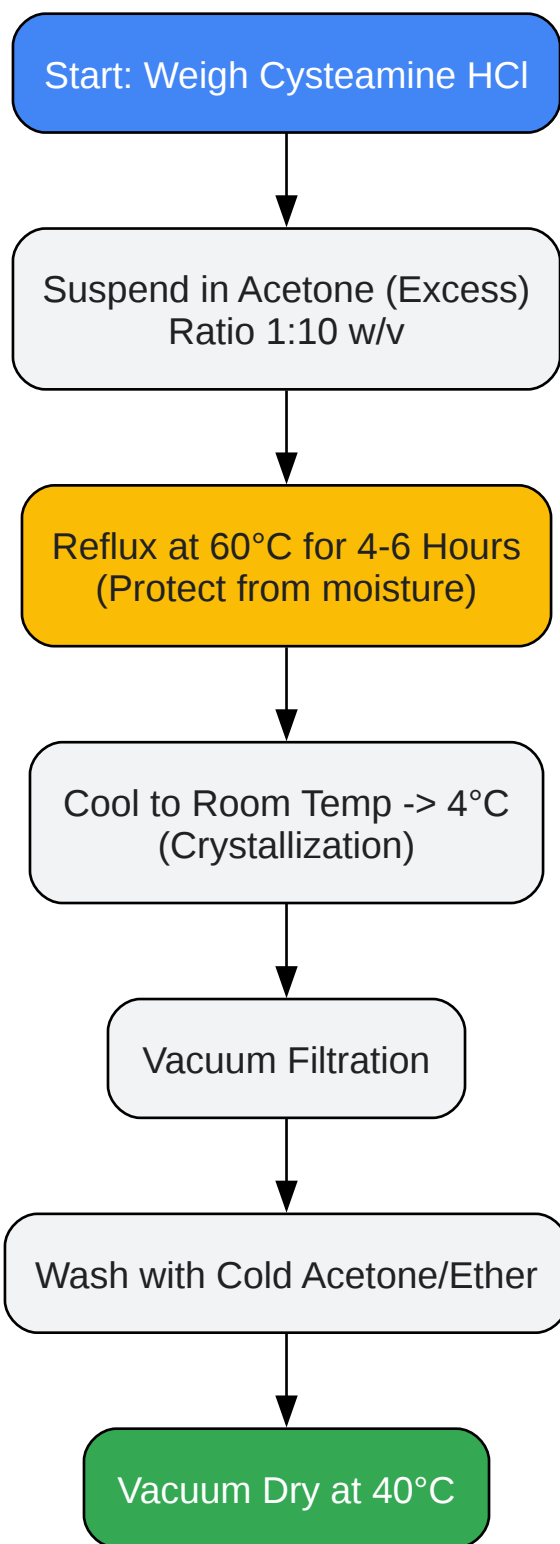 Start: Weigh Cysteamine HCl
Suspend in Acetone (Excess)
Ratio 1:10 w/v
Reflux at 60°C for 4-6 Hours
(Protect from moisture)
Cool to Room Temp -> 4°C
(Crystallization)
Vacuum Filtration
Wash with Cold Acetone/Ether
Vacuum Dry at 40°C